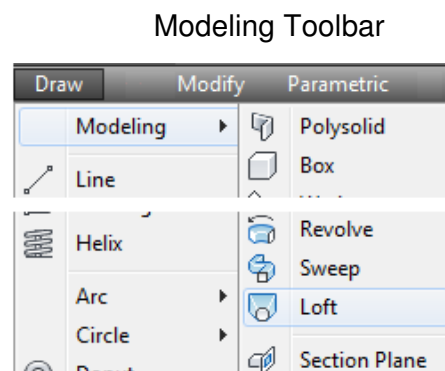 Modeling Toolbar
Draw Modify Parametric
Modeling Polysolid
Box
Line
Revolve
Helix
Sweep
Arc
Loft
Circle
Section Plane